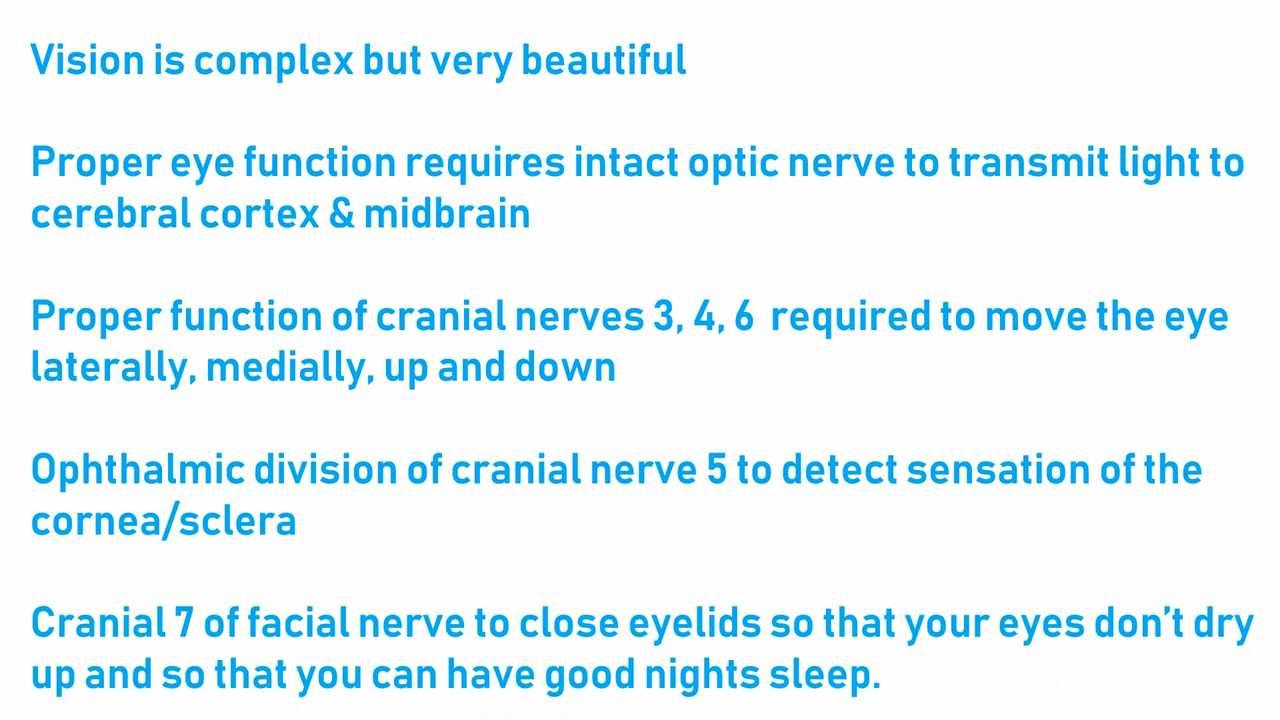 Vision is complex but very beautiful
Proper eye function requires intact optic nerve to transmit light to
cerebral cortex & midbrain
Proper function of cranial nerves 3, 4, 6 required to move the eye
laterally, medially, up and down
Ophthalmic division of cranial nerve 5 to detect sensation of the
cornea/sclera
Cranial 7 of facial nerve to close eyelids so that your eyes don’t dry
up and so that you can have good nights sleep.